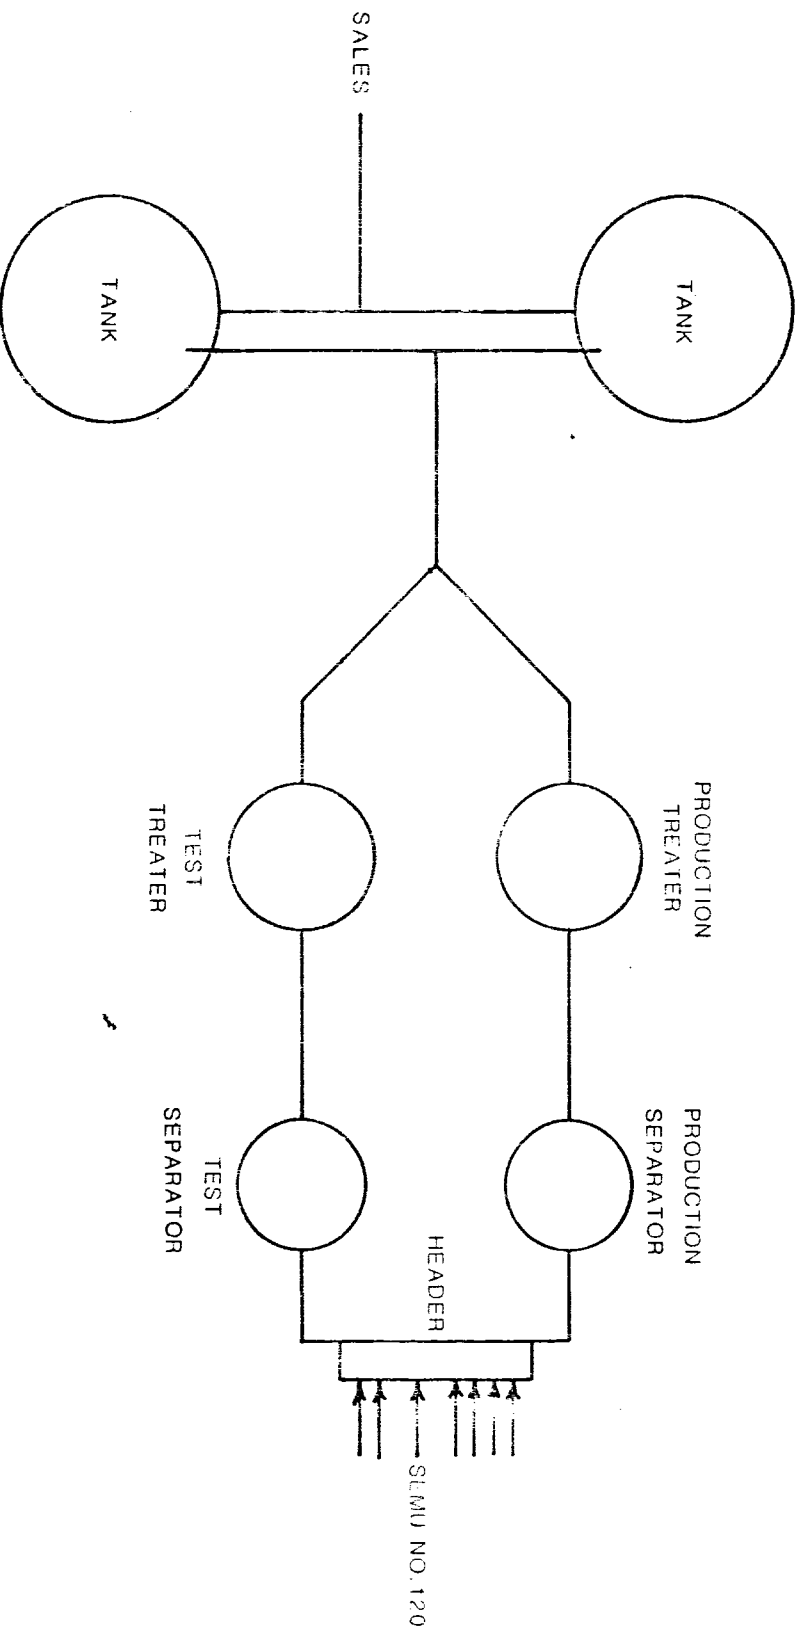 SALES
TANK
TANK
PRODUCTION
TREATER
TEST
TREATER
PRODUCTION
SEPARATOR
TEST
SEPARATOR
HEADER
SLMU NO. 120